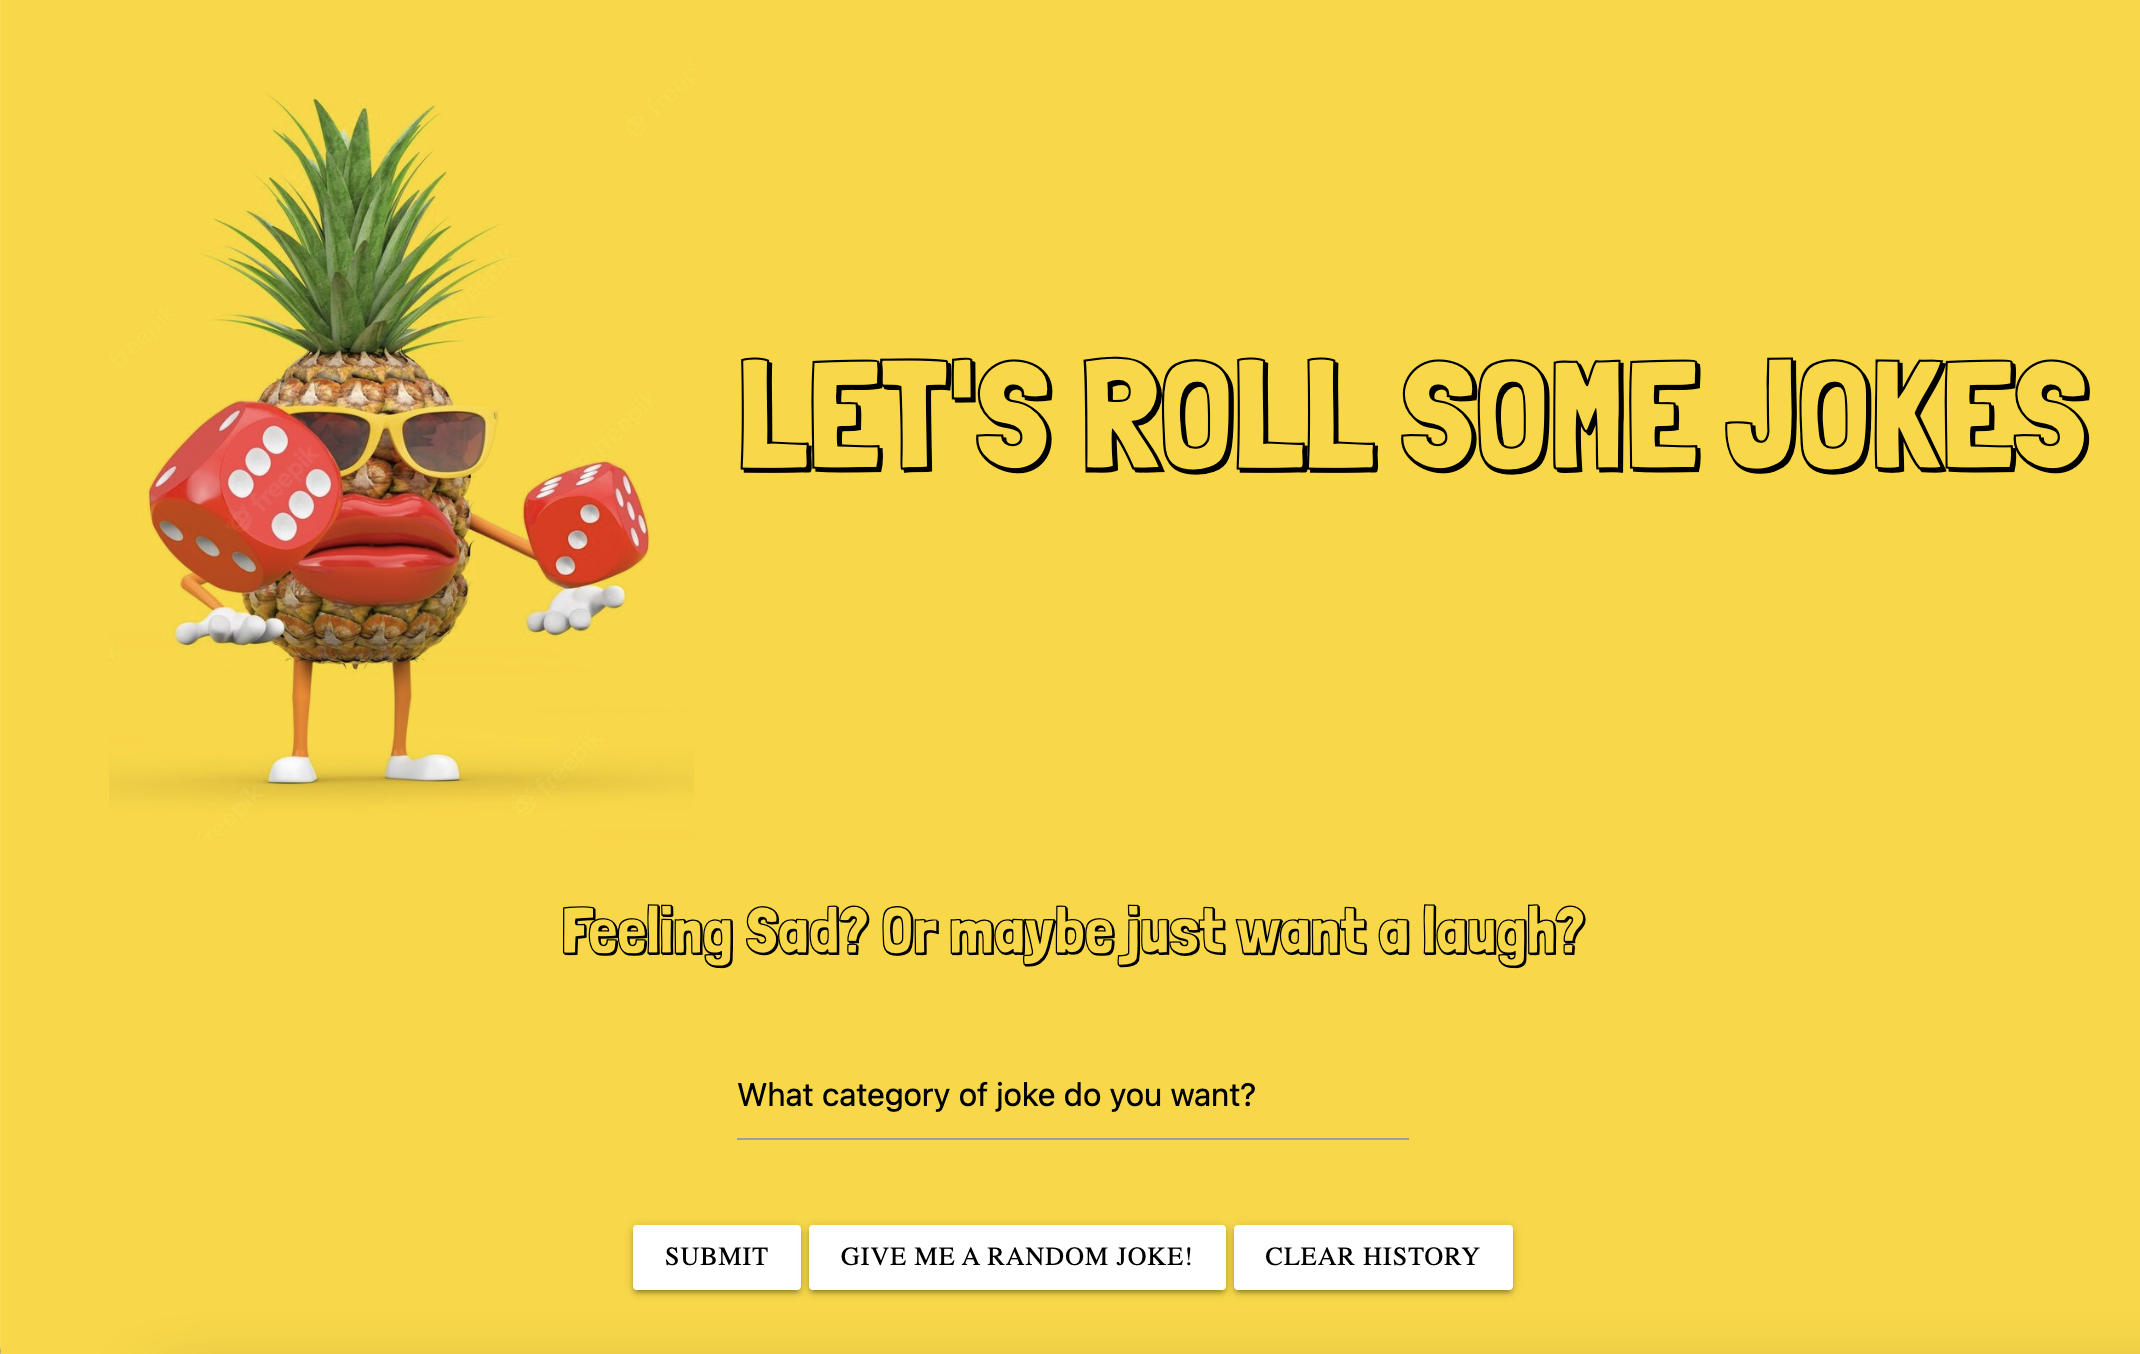 LET'S ROLL SOME JOKES
Feeling Sad? Or maybe just want a laugh?
What category of joke do you want?
SUBMIT
GIVE ME A RANDOM JOKE!
CLEAR HISTORY
freepik